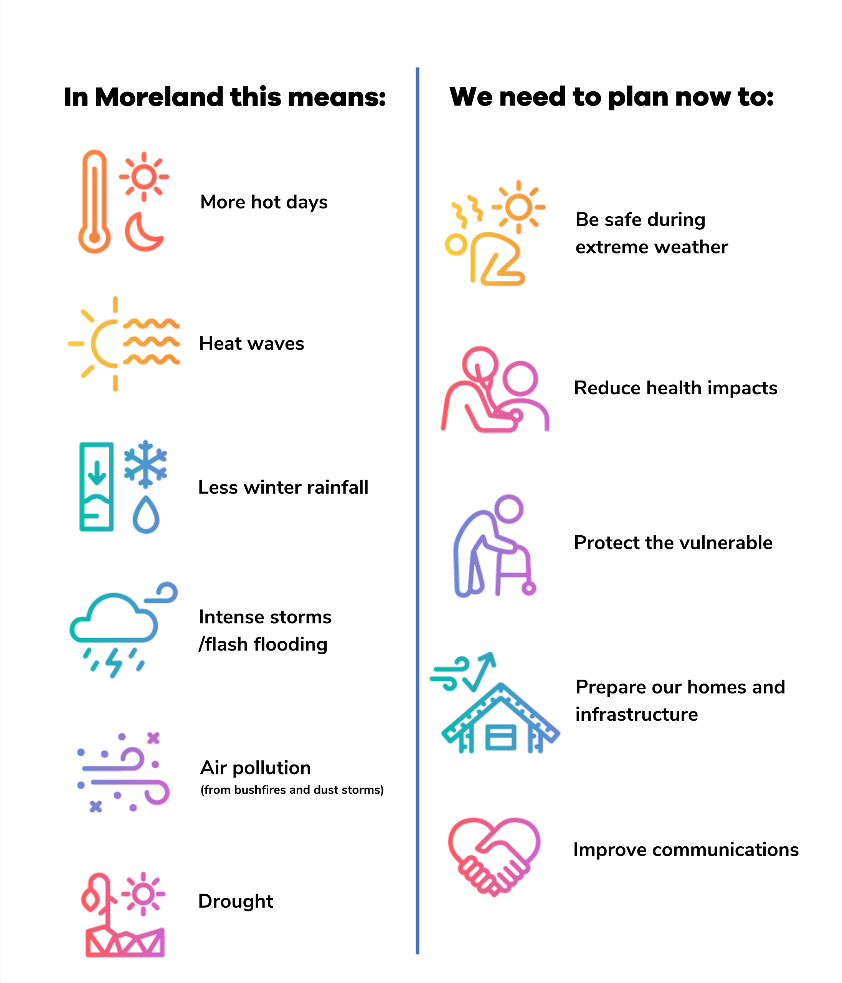 In Moreland this means:
More hot days
Heat waves
Less winter rainfall
Intense storms
/flash flooding
Air pollution
(from bushfires and dust storms)
Drought
We need to plan now to:
Be safe during
extreme weather
Reduce health impacts
Protect the vulnerable
Prepare our homes and
infrastructure
Improve communications